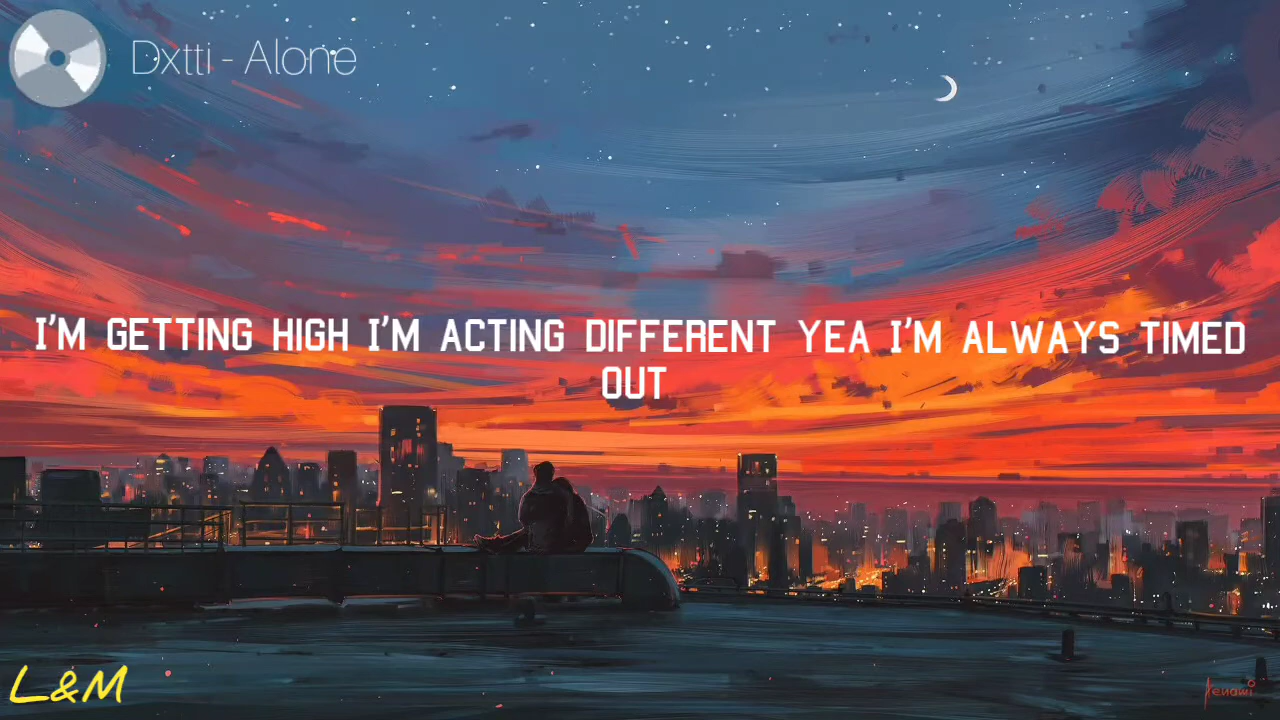 Dxtti - Alone
I'M GETTING HIGH I'M ACTING DIFFERENT YEA I'M ALWAYS TIMED
OUT
L&M